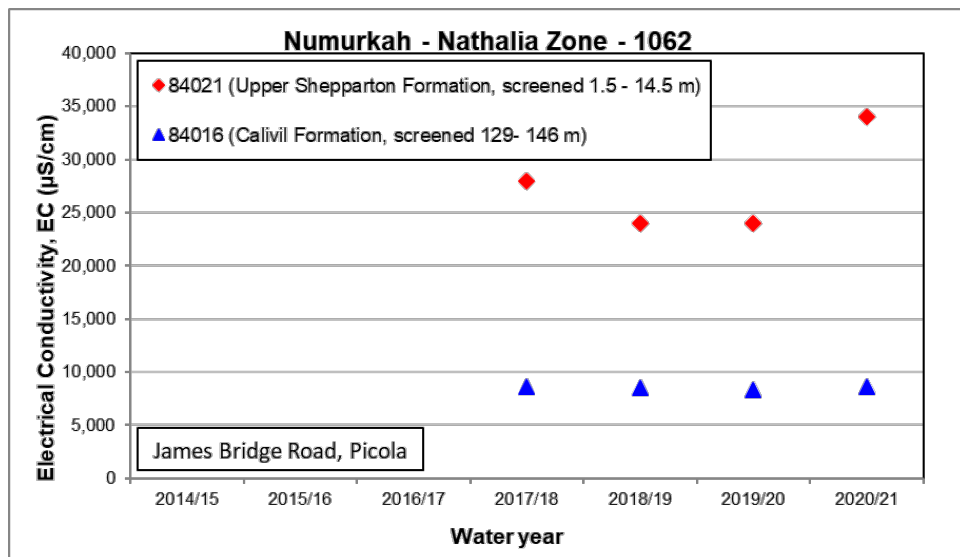 Numurkah - Nathalia Zone - 1062
40,000
35,000
30,000
25,000
20,000
15,000
10,000
5,000
0
Electrical Conductivity, EC (µS/cm)
84021 (Upper Shepparton Formation, screened 1.5 - 14.5 m)
84016 (Calivil Formation, screened 129- 146 m)
James Bridge Road, Picola
2014/15 2015/16 2016/17 2017/18 2018/19 2019/20 2020/21
Water year